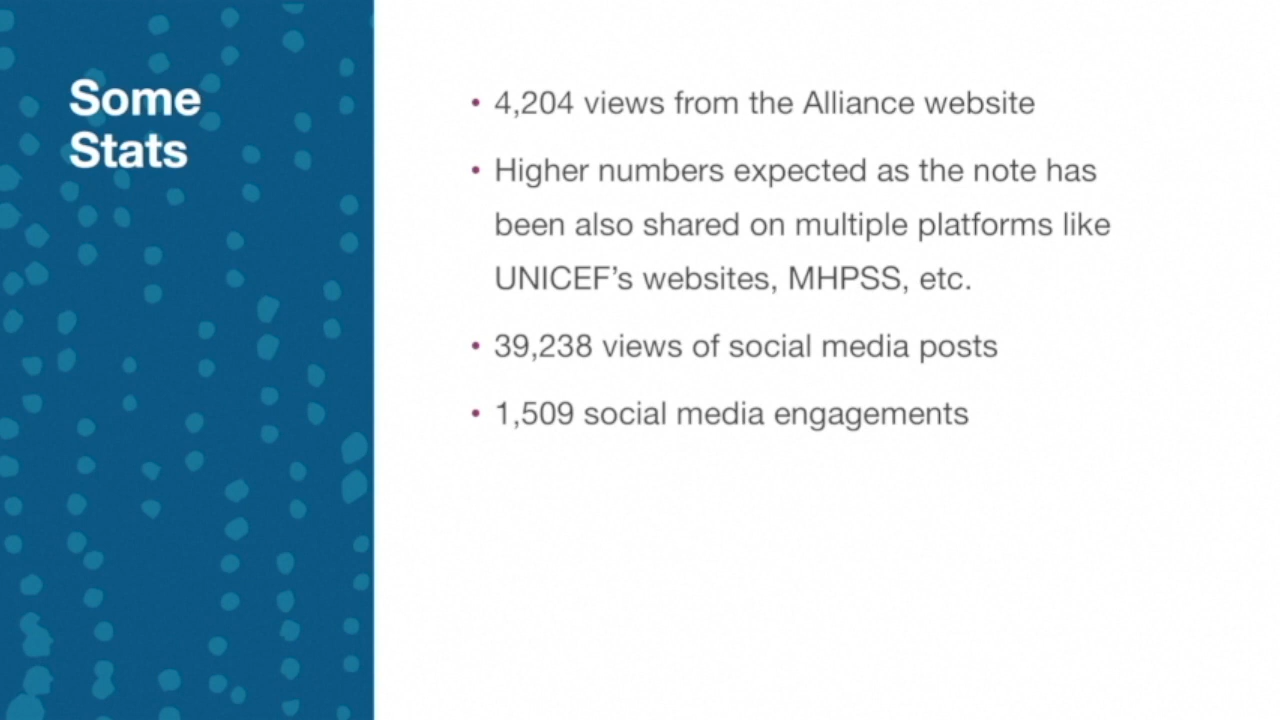 Some
Stats
• 4,204 views from the Alliance website
• Higher numbers expected as the note has
been also shared on multiple platforms like
UNICEF’s websites, MHPSS, etc.
• 39,238 views of social media posts
• 1,509 social media engagements